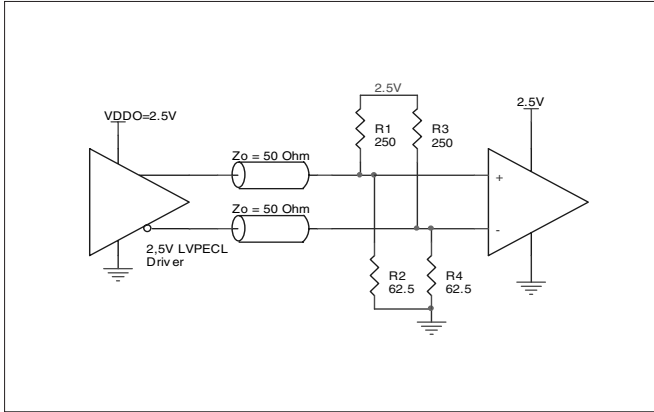 2.5V
VDDO=2.5V
2.5V
R1
250
R3
250
Zo = 50 Ohm
+
Zo = 50 Ohm
-
2,5V LVPECL
Driver
R2
62.5
R4
62.5